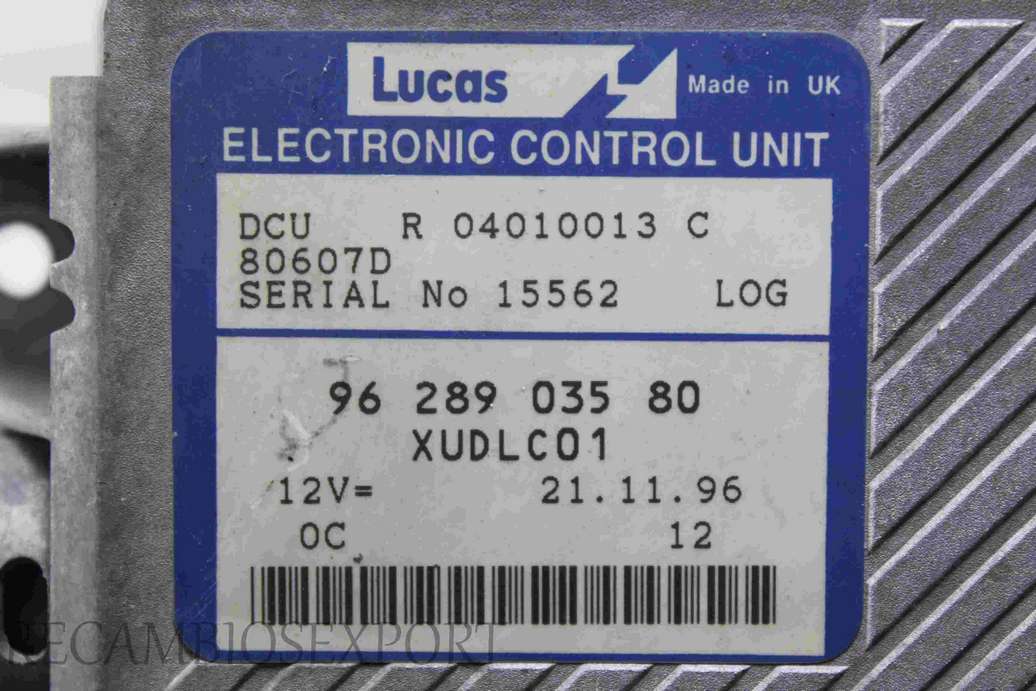 Lucas
Made in UK
ELECTRONIC CONTROL UNIT
DCU R 04010013 C
80607D
SERIAL No 15562 LOG
96 289 035 80
XUDLC01
12V= 21.11.96
0C 12
RECAMBIOSEXPORT